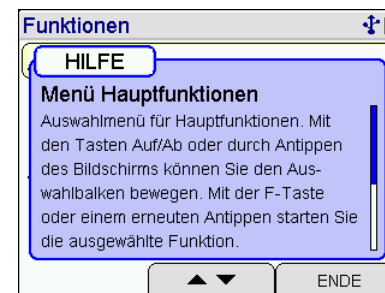 Funktionen
HILFE
Menü Hauptfunktionen
Auswahlmenü für Hauptfunktionen. Mit
den Tasten Auf/Ab oder durch Antippen
des Bildschirms können Sie den Aus-
wahlbalken bewegen. Mit der F-Taste
oder einem erneuten Antippen starten Sie
die ausgewählte Funktion.
ENDE